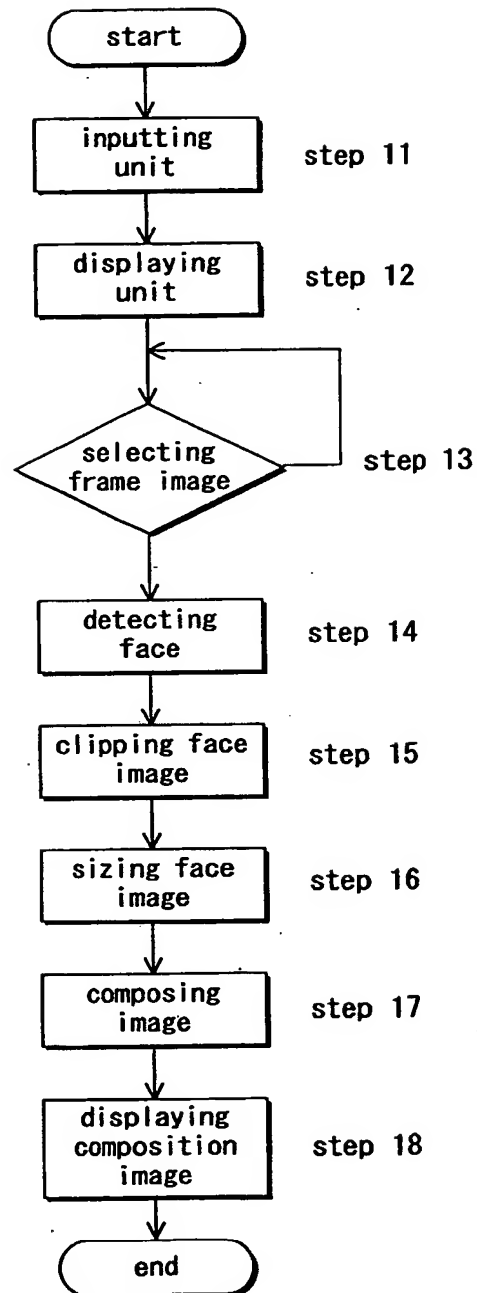 start
inputting
unit
step 11
displaying
unit
step 12
selecting
frame image
step 13
detecting
face
step 14
clipping face
image
step 15
sizing face
image
step 16
composing
image
step 17
displaying
composition
image
step 18
end